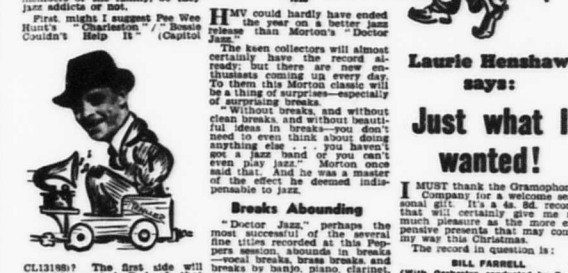 jazz addicts or not.
First, might I suggest Pee Wee
Hunt's "Charleston"/"Bessie
Couldn't Help It" (Capitol
CL13198)? The first side will
HMV could hardly have ended
the year on a better jazz
release than Morton's "Doctor
Jazz."
The keen collectors will almost
certainly have the record al-
ready; but there are new en-
thusiasts coming up every day.
To them this Morton classic will
be a thing of surprises—especially
of surprising breaks.
"Without breaks, and without
clean breaks, and without beauti-
ful ideas in breaks—you don't
need to even think about doing
anything else . . . you haven't
got a jazz band or you can't
even play jazz." Morton once
said that. And he was a master
of the effect he deemed indis-
pensable to jazz.
Breaks Abounding
"Doctor Jazz," perhaps the
most successful of the several
fine titles recorded at this Pep-
pers session, abounds in breaks
—vocal breaks, brass breaks, and
breaks by banjo, piano, clarinet,
Laurie Henshaw
says:
Just what I
wanted!
I MUST thank the Gramophon
Company for a welcome se
sonal gift. It's a 4s. 8d. reco
that will certainly give me
much pleasure as the more e
pensive presents that may com
my way this Christmas.
The record in question is:
BILL FARRELL